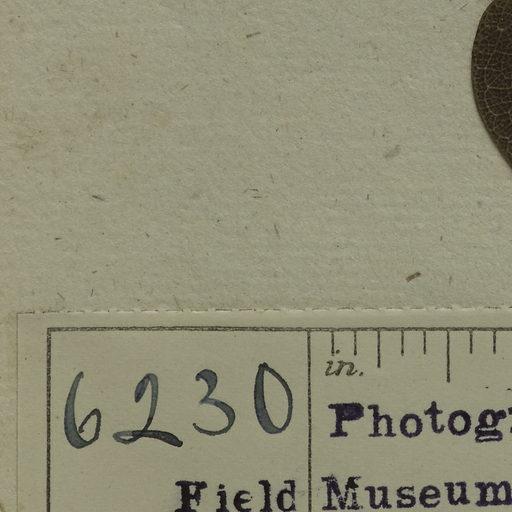 in.
6230
Photog
Field Museum